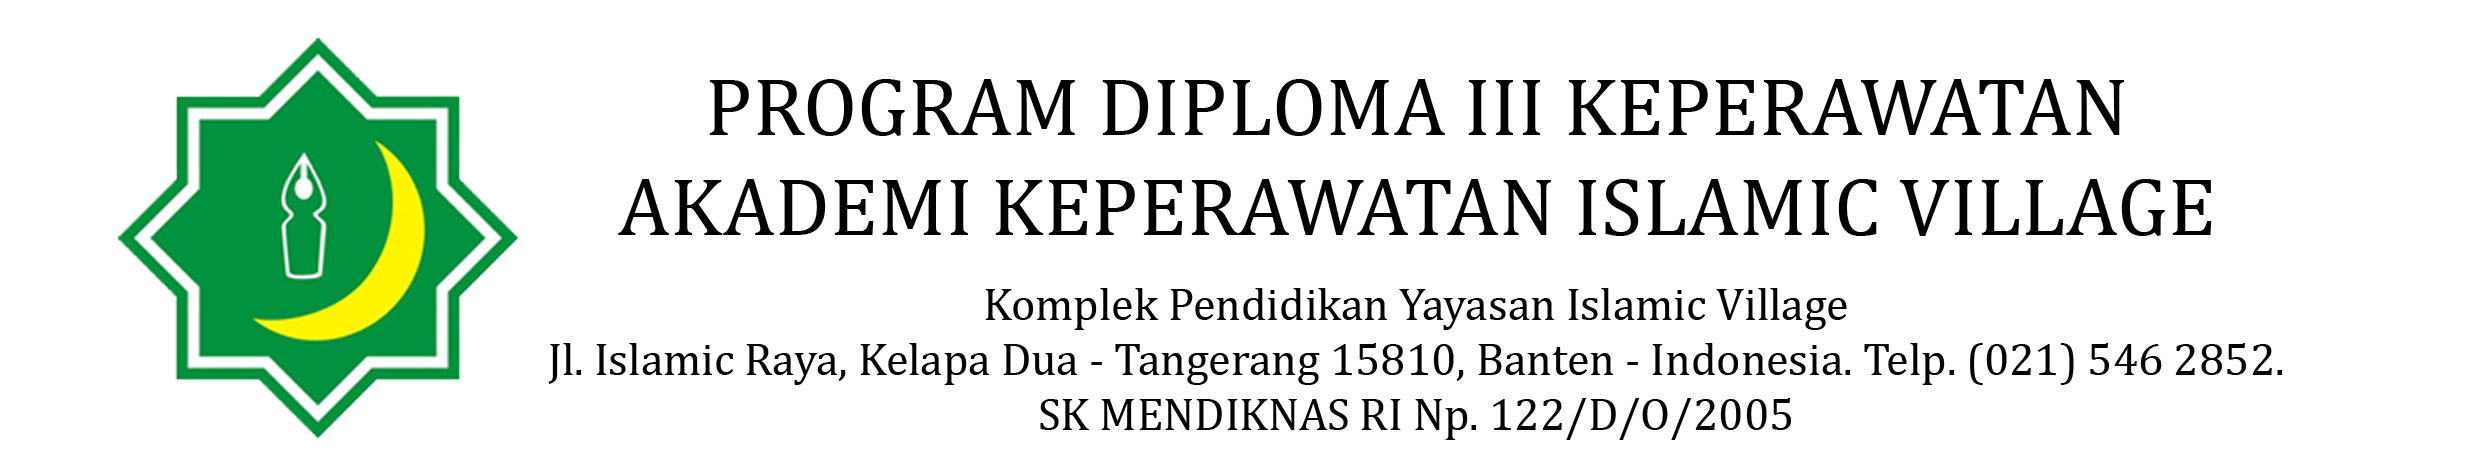 PROGRAM DIPLOMA III KEPERAWATAN
AKADEMI KEPERAWATAN ISLAMIC VILLAGE
Komplek Pendidikan Yayasan Islamic Village
Jl. Islamic Raya, Kelapa Dua - Tangerang 15810, Banten - Indonesia. Telp. (021) 546 2852.
SK MENDIKNAS RI Np. 122/D/O/2005